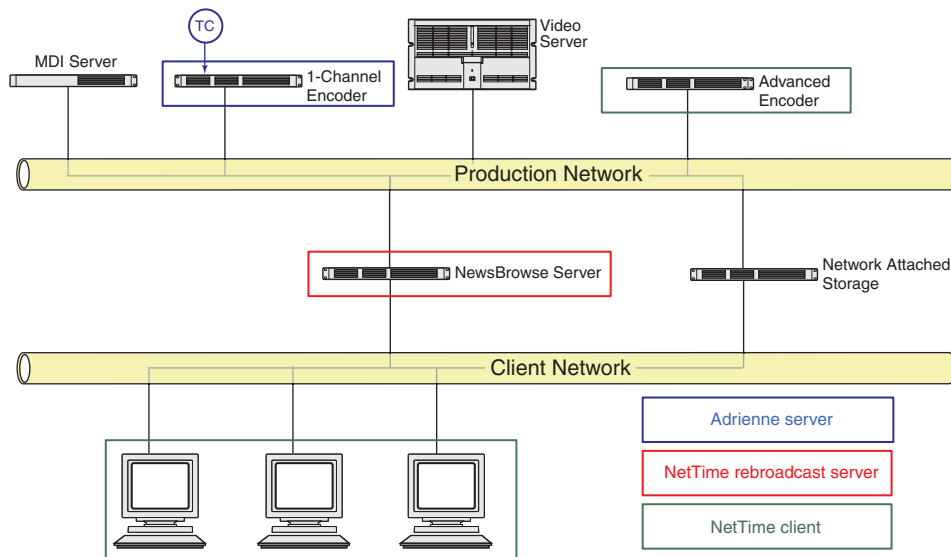 TC
MDI Server
1-Channel
Encoder
Video
Server
Advanced
Encoder
Production Network
NewsBrowse Server
Network Attached
Storage
Client Network
Adrienne server
NetTime rebroadcast server
NetTime client